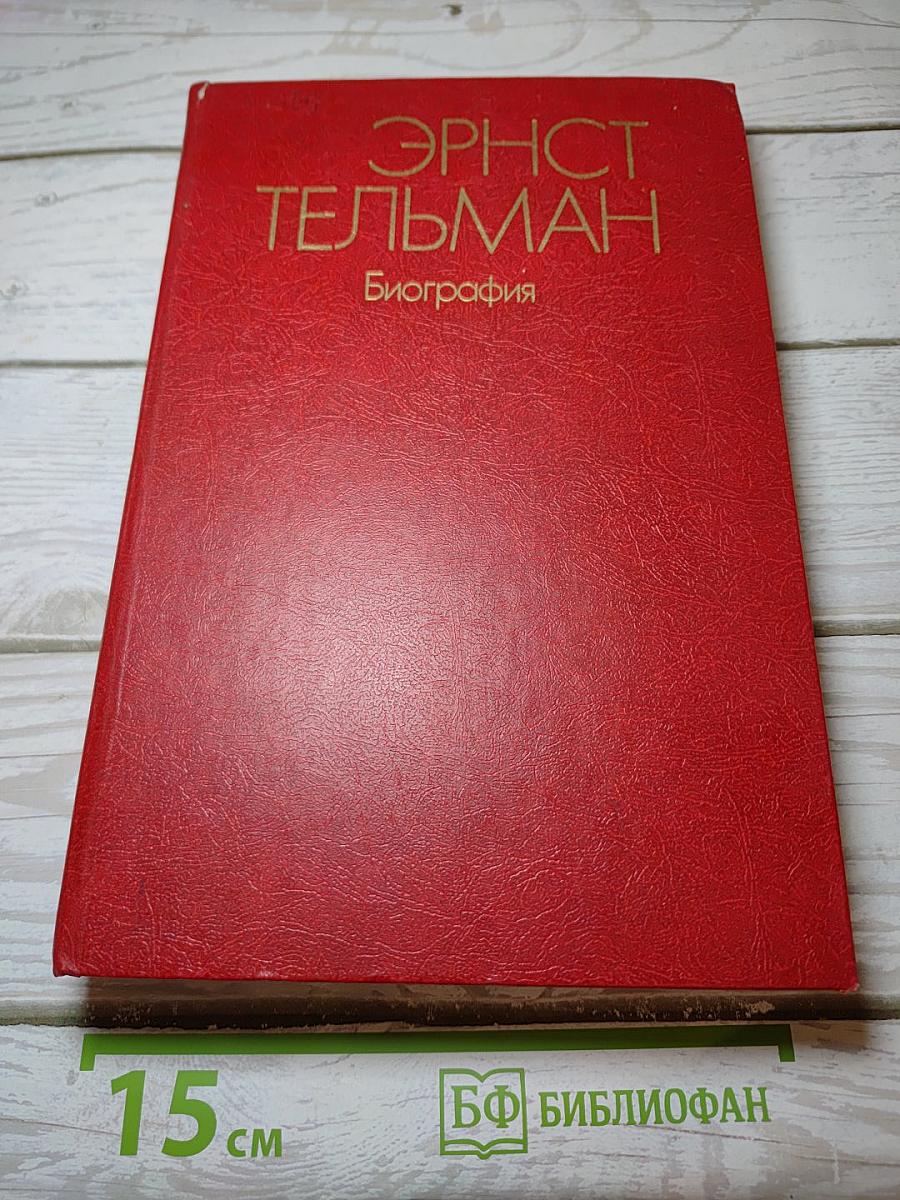 ЭРНСТ
ТЕЛЬМАН
Биография
15 см
БФ БИБЛИОФАН